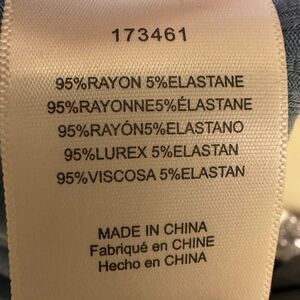 173461
95%RAYON 5%ELASTANE
95%RAYONNE5%ÉLASTANE
95%RAYÓN5%ELASTANO
95%LUREX 5%ELASTAN
95%VISCOSA 5%ELASTAN
MADE IN CHINA
Fabriqué en CHINE
Hecho en CHINA